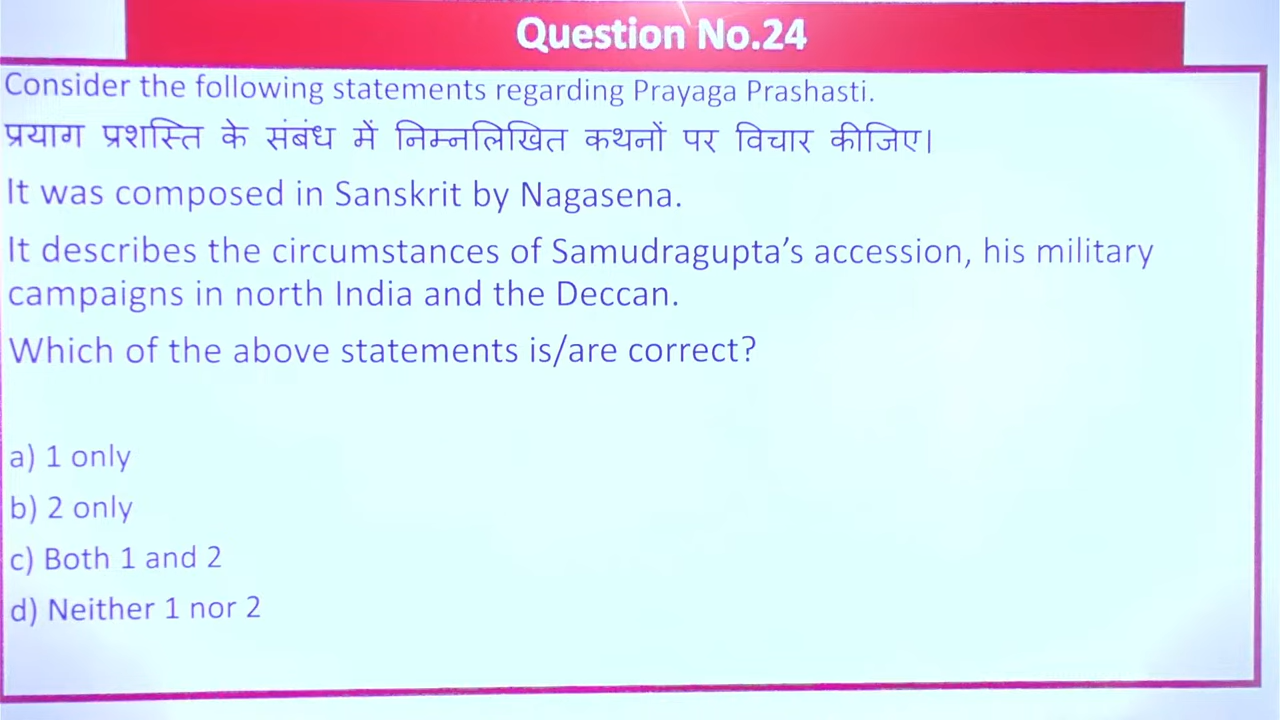 Question No.24
Consider the following statements regarding Prayaga Prashasti.
प्रयाग प्रशस्ति के संबंध में निम्नलिखित कथनों पर विचार कीजिए।
It was composed in Sanskrit by Nagasena.
It describes the circumstances of Samudragupta's accession, his military
campaigns in north India and the Deccan.
Which of the above statements is/are correct?
a) 1 only
b) 2 only
c) Both 1 and 2
d) Neither 1 nor 2